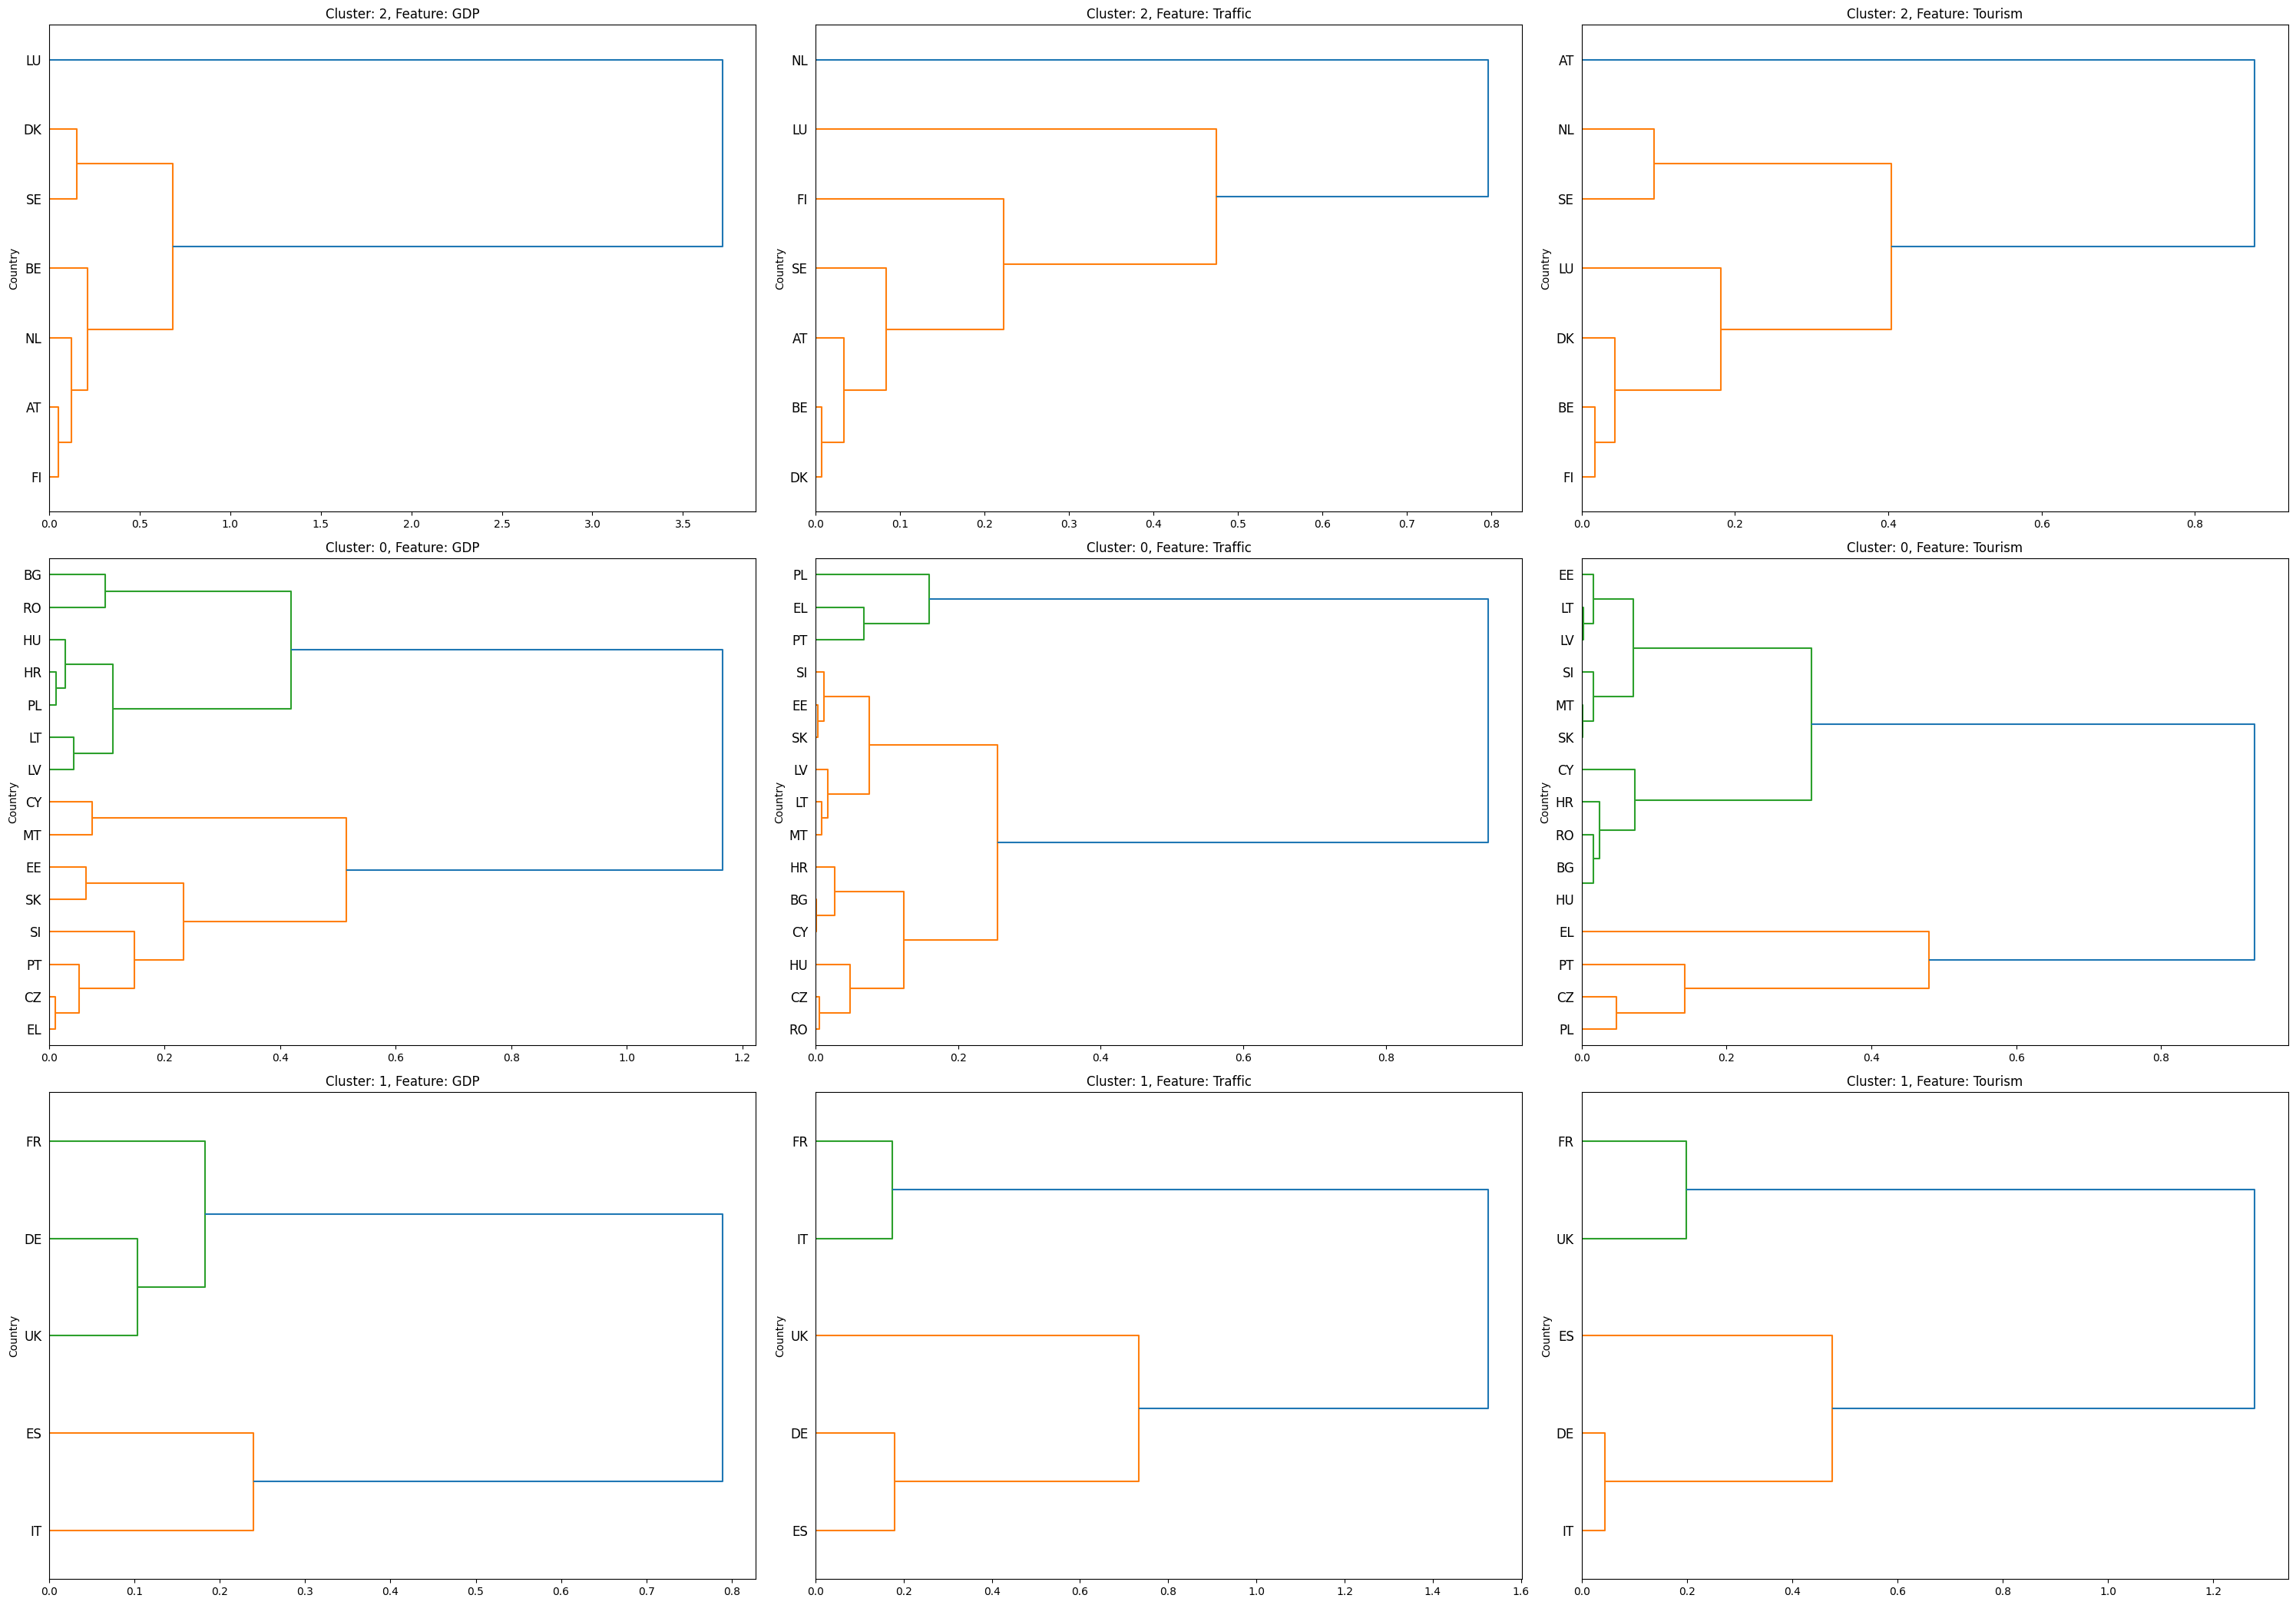 Cluster: 2, Feature: GDP
Country
LU
DK
SE
BE
NL
AT
FI
0.0 0.5 1.0 1.5 2.0 2.5 3.0 3.5
Cluster: 2, Feature: Traffic
Country
NL
LU
FI
SE
AT
BE
DK
0.0 0.1 0.2 0.3 0.4 0.5 0.6 0.7 0.8
Cluster: 2, Feature: Tourism
Country
AT
NL
SE
LU
DK
BE
FI
0.0 0.2 0.4 0.6 0.8
Cluster: 0, Feature: GDP
Country
BG
RO
HU
HR
PL
LT
LV
CY
MT
EE
SK
SI
PT
CZ
EL
0.0 0.2 0.4 0.6 0.8 1.0 1.2
Cluster: 0, Feature: Traffic
Country
PL
EL
PT
SI
EE
SK
LV
LT
MT
HR
BG
CY
HU
CZ
RO
0.0 0.2 0.4 0.6 0.8
Cluster: 0, Feature: Tourism
Country
EE
LT
LV
SI
MT
SK
CY
HR
RO
BG
HU
EL
PT
CZ
PL
0.0 0.2 0.4 0.6 0.8
Cluster: 1, Feature: GDP
Country
FR
DE
UK
ES
IT
0.0 0.1 0.2 0.3 0.4 0.5 0.6 0.7 0.8
Cluster: 1, Feature: Traffic
Country
FR
IT
UK
DE
ES
0.0 0.2 0.4 0.6 0.8 1.0 1.2 1.4 1.6
Cluster: 1, Feature: Tourism
Country
FR
UK
ES
DE
IT
0.0 0.2 0.4 0.6 0.8 1.0 1.2